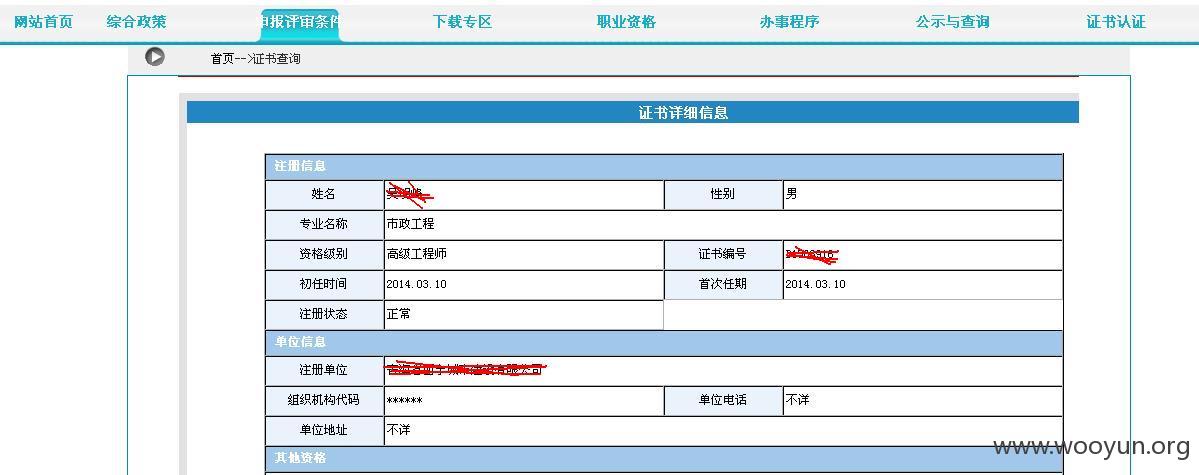 网站首页 综合政策 申报评审条件 下载专区 职业资格 办事程序 公示与查询 证书认证
首页-->证书查询
证书详细信息
注册信息
姓名 性别 男
专业名称 市政工程
资格级别 高级工程师 证书编号
初任时间 2014.03.10 首次任期 2014.03.10
注册状态 正常
单位信息
注册单位
组织机构代码 ****** 单位电话 不详
单位地址 不详
其他资格
www.wooyun.org